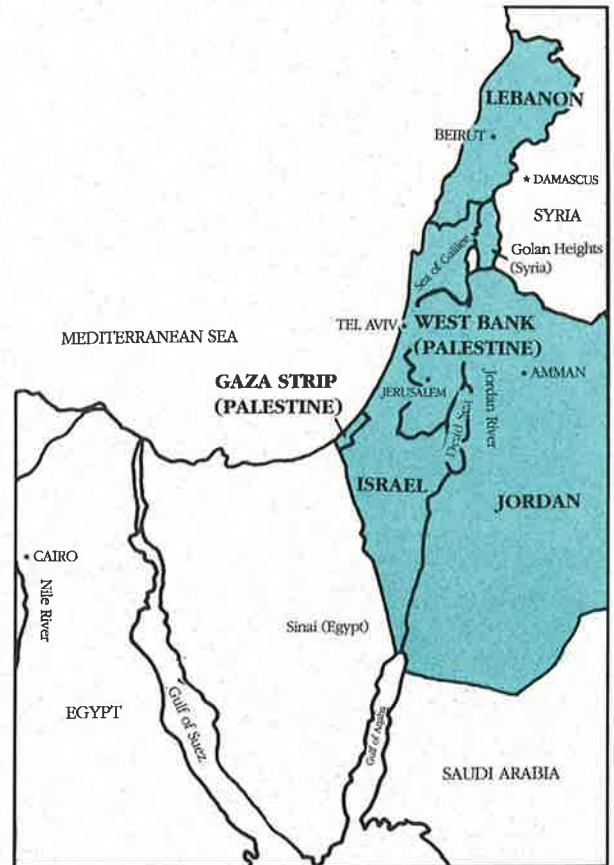 LEBANON
BEIRUT
DAMASCUS
SYRIA
Sea of Galilee
Golan Heights
(Syria)
MEDITERRANEAN SEA
TEL AVIV
WEST BANK
(PALESTINE)
GAZA STRIP
(PALESTINE)
JERUSALEM
Jordan River
AMMAN
Dead Sea
ISRAEL
JORDAN
CAIRO
Nile River
Sinai (Egypt)
EGYPT
Gulf of Suez
Gulf of Aqaba
SAUDI ARABIA